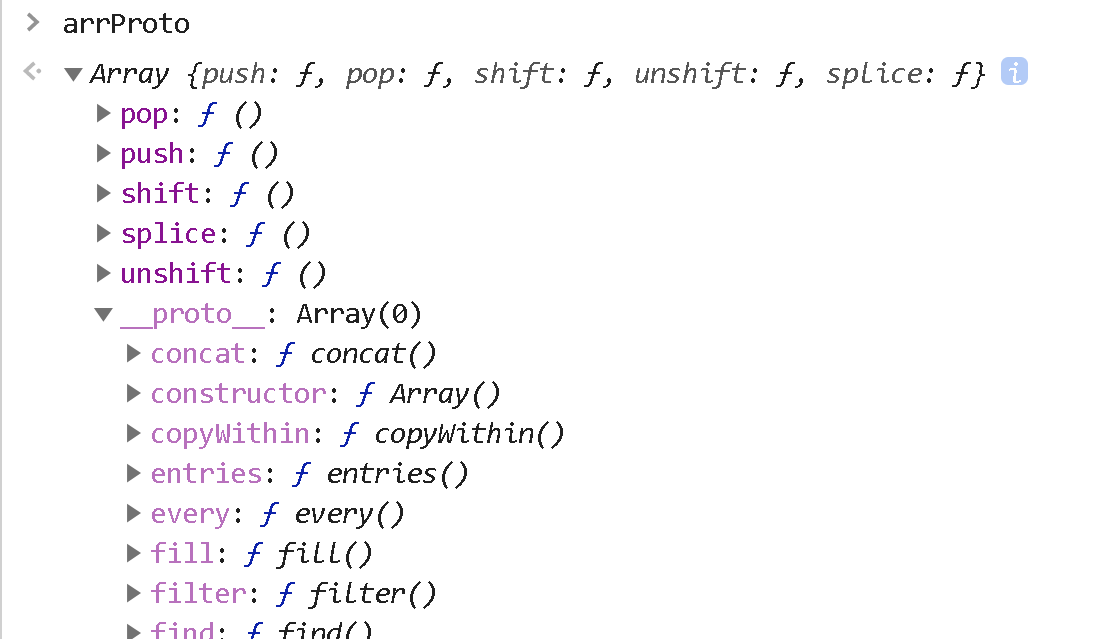 > arrProto
Array {push: ƒ, pop: ƒ, shift: ƒ, unshift: ƒ, splice: ƒ} i
pop: ƒ ()
push: ƒ ()
shift: ƒ ()
splice: ƒ ()
unshift: ƒ ()
__proto__: Array(0)
concat: ƒ concat()
constructor: ƒ Array()
copyWithin: ƒ copyWithin()
entries: ƒ entries()
every: ƒ every()
fill: ƒ fill()
filter: ƒ filter()
find: ƒ find()